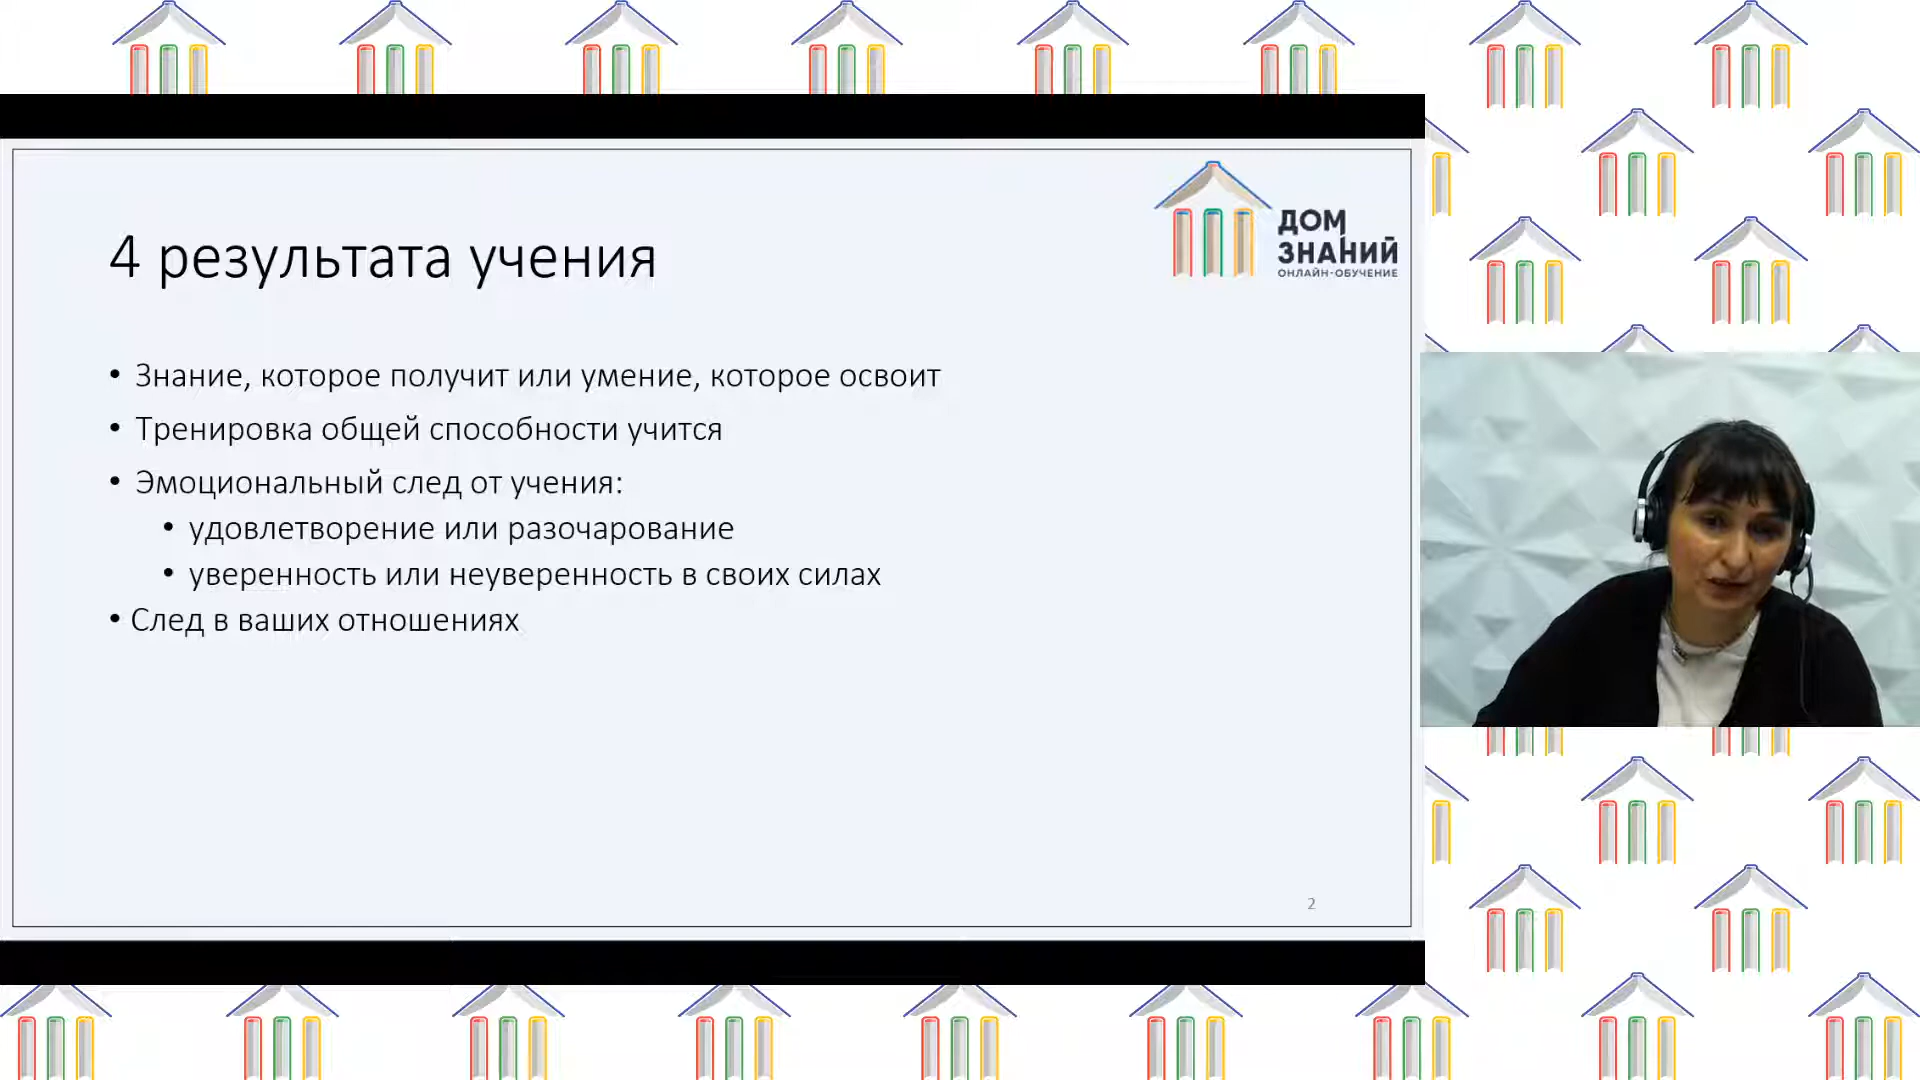 ДОМ
ЗНАНИЙ
ОНЛАЙН-ОБУЧЕНИЕ
4 результата учения
• Знание, которое получит или умение, которое освоит
• Тренировка общей способности учится
• Эмоциональный след от учения:
• удовлетворение или разочарование
• уверенность или неуверенность в своих силах
• След в ваших отношениях
2